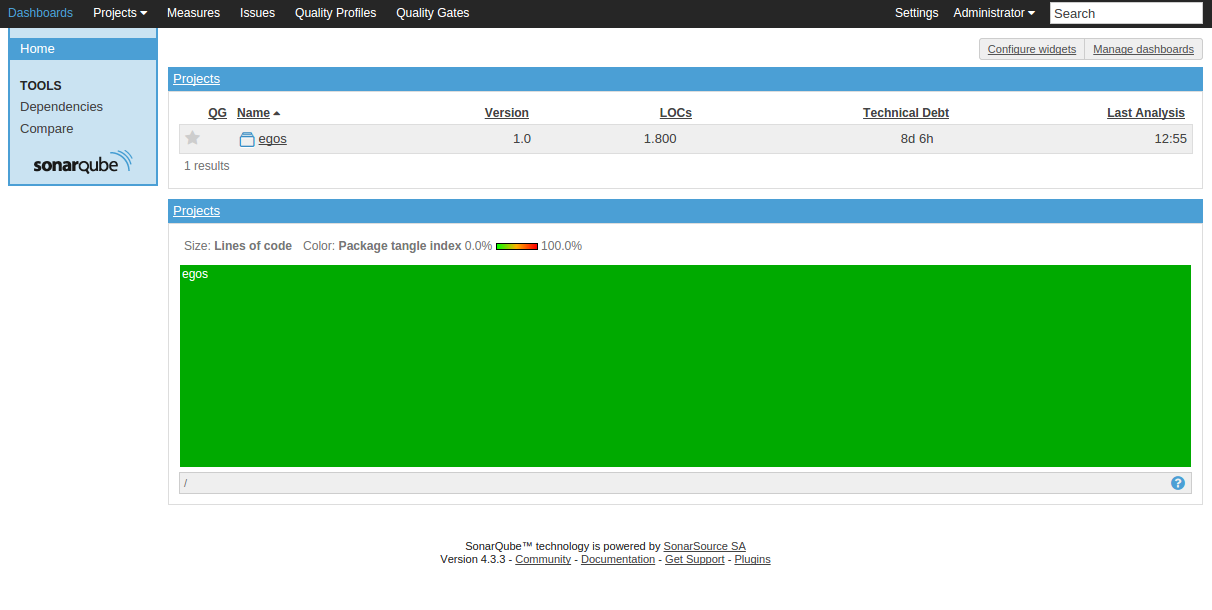 Dashboards Projects Measures Issues Quality Profiles Quality Gates Settings Administrator Search
Home
TOOLS
Dependencies
Compare
sonarqube
Configure widgets Manage dashboards
Projects
QG Name Version LOCs Technical Debt Last Analysis
egos 1.0 1.800 8d 6h 12:55
1 results
Projects
Size: Lines of code Color: Package tangle index 0.0% 100.0%
egos
/ ?
SonarQube™ technology is powered by SonarSource SA
Version 4.3.3 - Community - Documentation - Get Support - Plugins